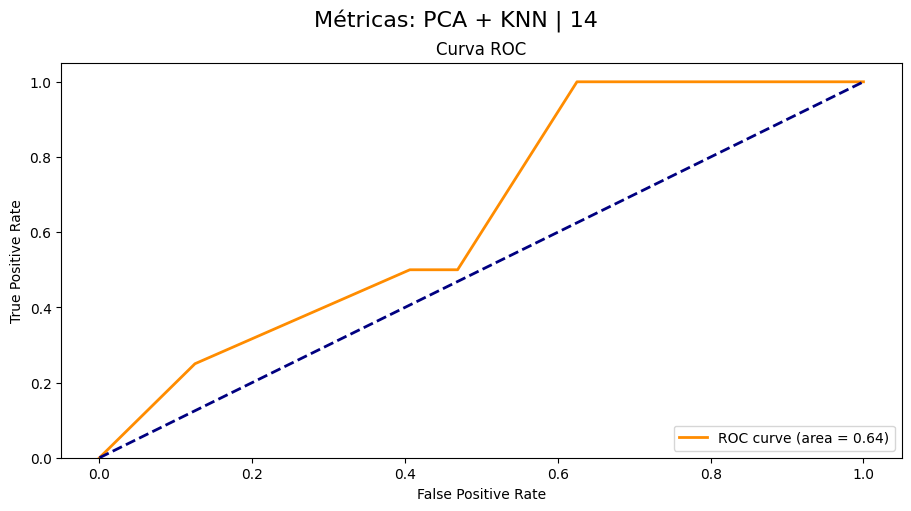 Métricas: PCA + KNN | 14
Curva ROC
True Positive Rate
1.0
0.8
0.6
0.4
0.2
0.0
0.0 0.2 0.4 0.6 0.8 1.0
False Positive Rate
ROC curve (area = 0.64)